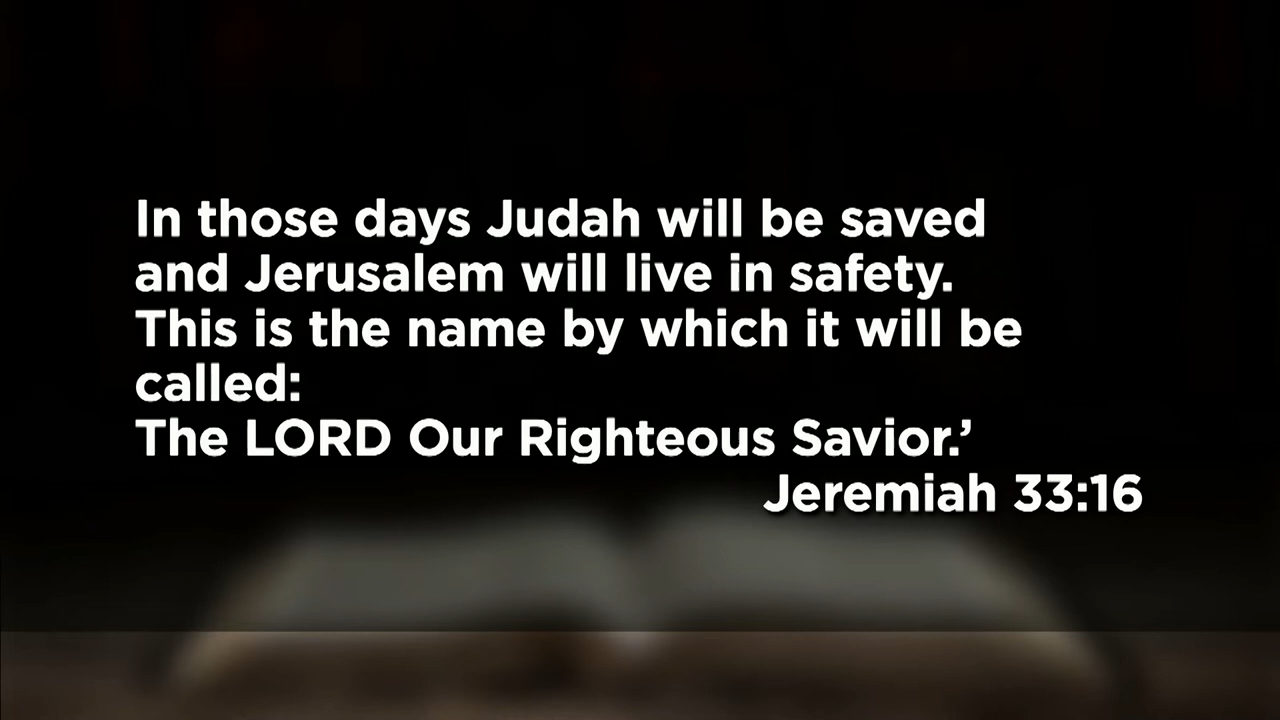 In those days Judah will be saved
and Jerusalem will live in safety.
This is the name by which it will be
called:
The LORD Our Righteous Savior.’
Jeremiah 33:16